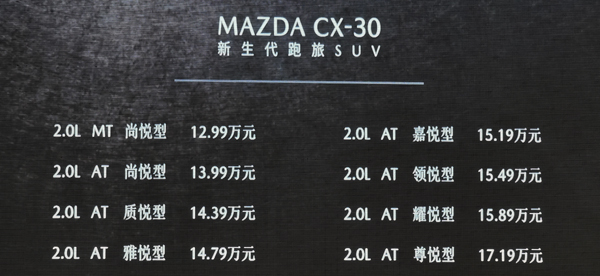 MAZDA CX-30
新生代跑旅SUV
2.0L MT 尚悦型 12.99万元
2.0L AT 尚悦型 13.99万元
2.0L AT 质悦型 14.39万元
2.0L AT 雅悦型 14.79万元
2.0L AT 嘉悦型 15.19万元
2.0L AT 领悦型 15.49万元
2.0L AT 耀悦型 15.89万元
2.0L AT 尊悦型 17.19万元